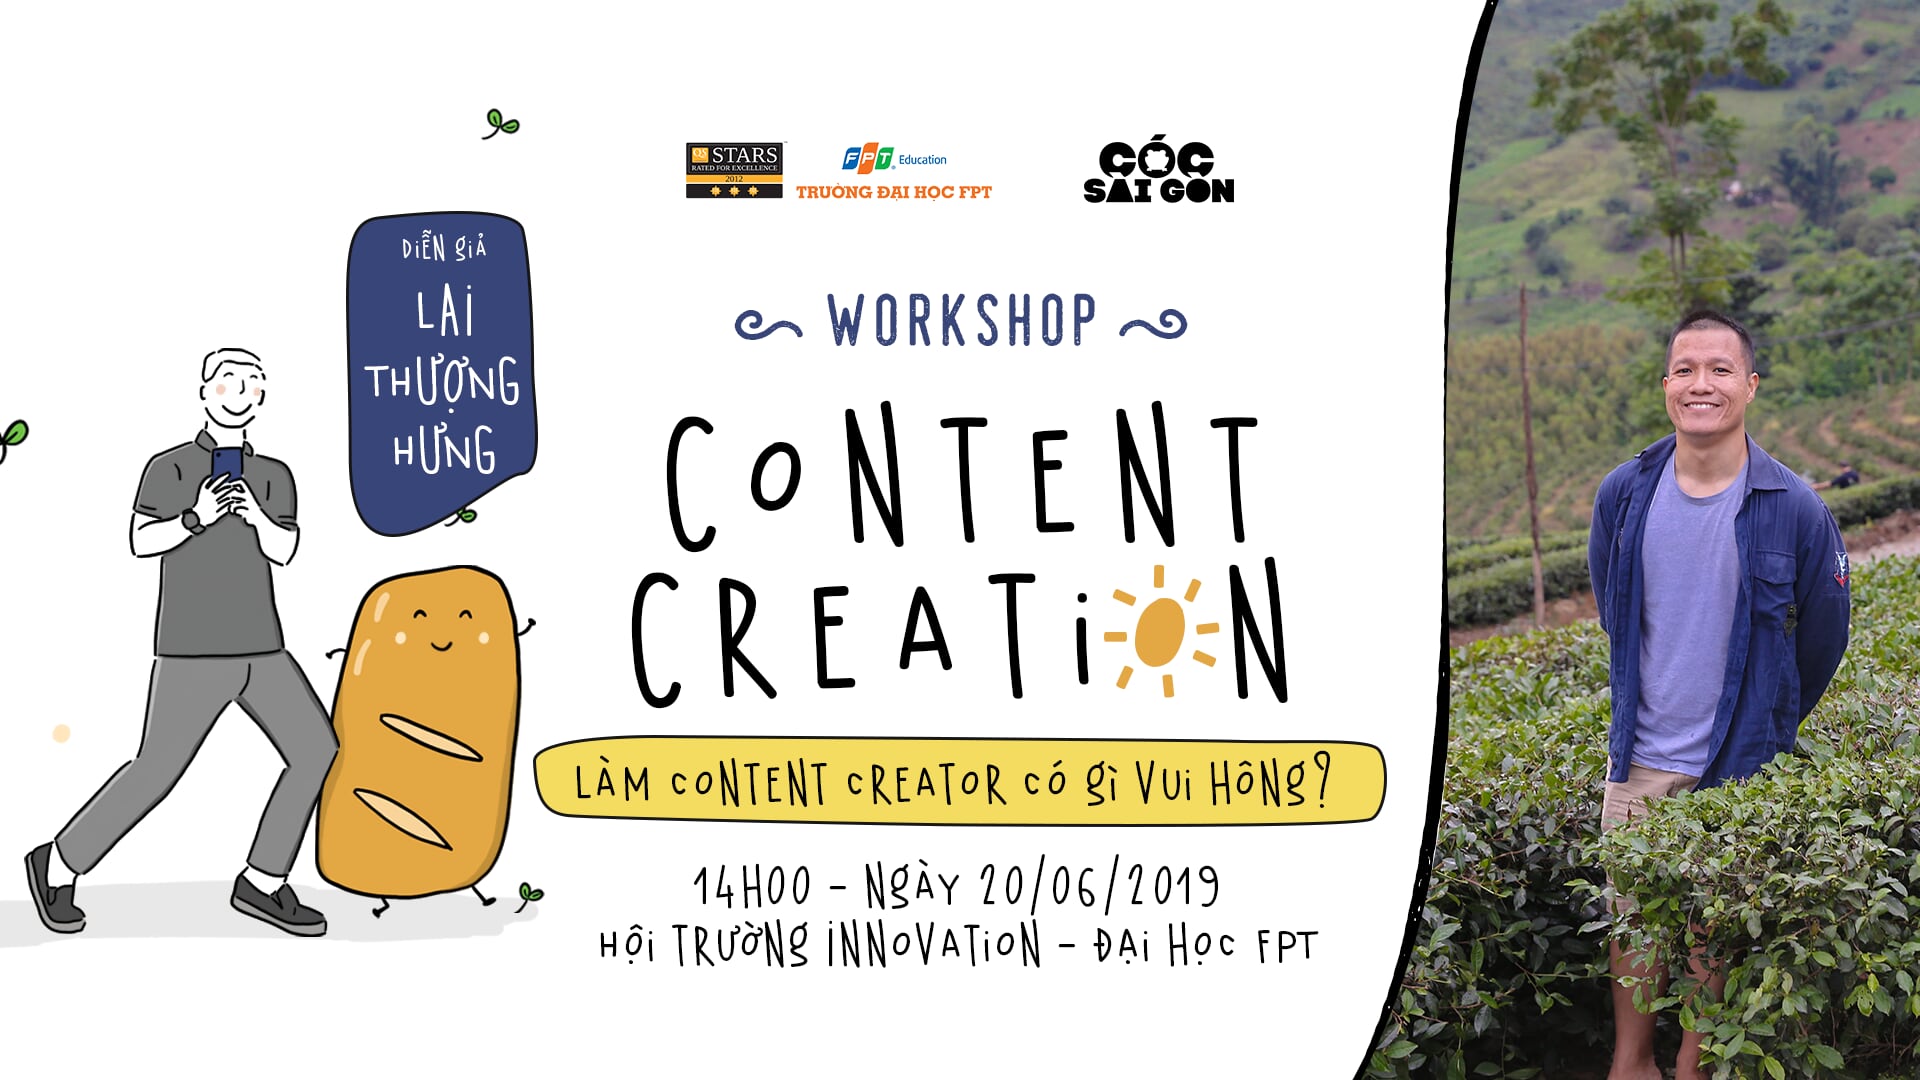 QS STARS
RATED FOR EXCELLENCE
2012
FPT Education
TRƯỜNG ĐẠI HỌC FPT
CÓC
SÀI GÒN
DiỄN giả
LẠi
THƯỢNG
HƯNG
WORKSHOP
CoNTENT
CREATiON
LÀM CoNTENT CREAToR Có gì Vui HôNg?
14H00 - Ngày 20/06/2019
Hội TRườNg iNNoVATioN - Đại Học FPT